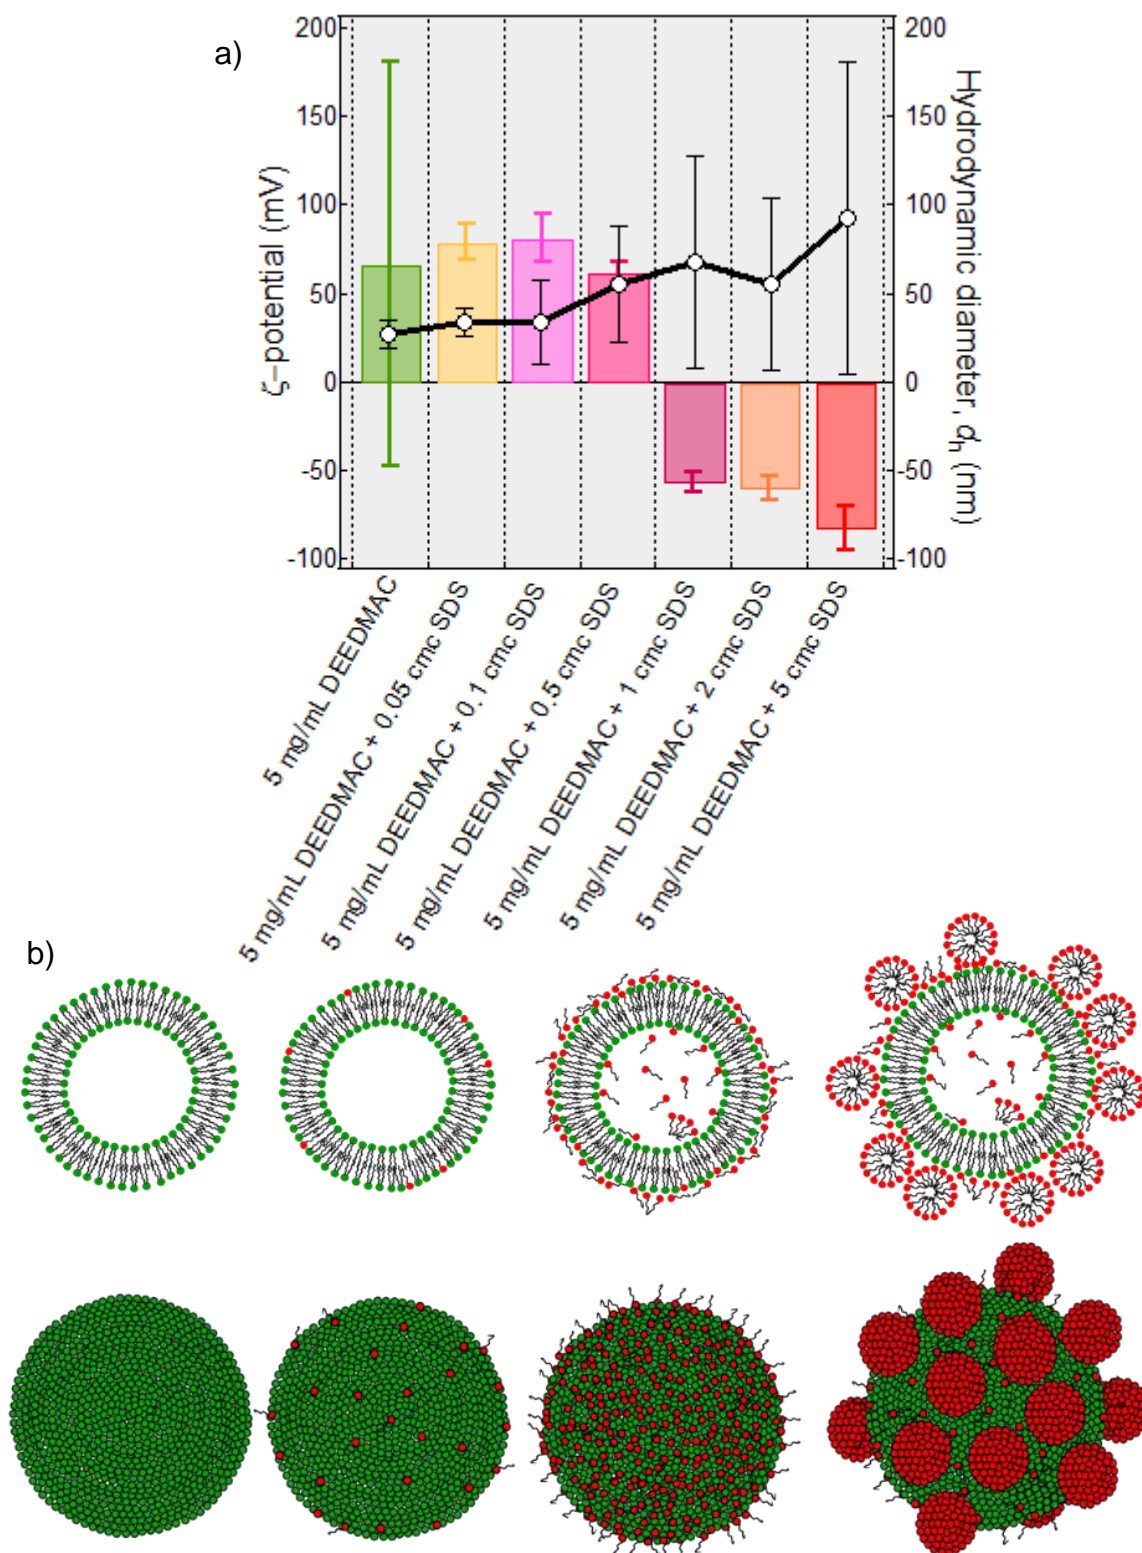 a)
200
150
100
50
0
-50
-100
ζ-potential (mV)
200
150
100
50
0
-50
-100
Hydrodynamic diameter, dₕ (nm)
5 mg/mL DEEDMAC
5 mg/mL DEEDMAC + 0.05 cmc SDS
5 mg/mL DEEDMAC + 0.1 cmc SDS
5 mg/mL DEEDMAC + 0.5 cmc SDS
5 mg/mL DEEDMAC + 1 cmc SDS
5 mg/mL DEEDMAC + 2 cmc SDS
5 mg/mL DEEDMAC + 5 cmc SDS
b)